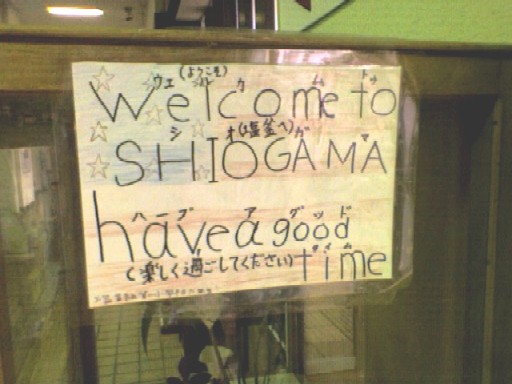 ウェ(ようこそ)ルカムトゥ
Welcome to
シオ(塩釜へ)ガマ
SHIOGAMA
ハーブアグッド
have a good
(楽しく過ごしてください)タイム
time